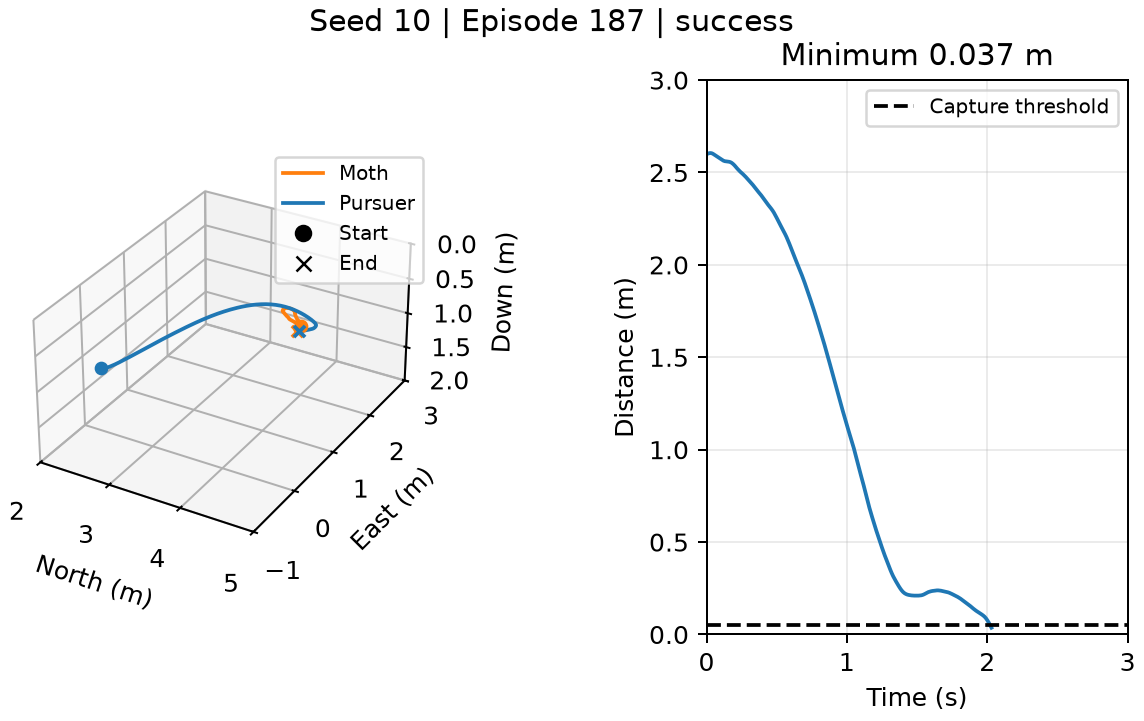 Seed 10 | Episode 187 | success
Moth
Pursuer
Start
End
0.0
0.5
1.0
1.5
2.0
Down (m)
3
2
1
0
−1
East (m)
2
3
4
5
North (m)
Minimum 0.037 m
Capture threshold
3.0
2.5
2.0
1.5
1.0
0.5
0.0
Distance (m)
0 1 2 3
Time (s)